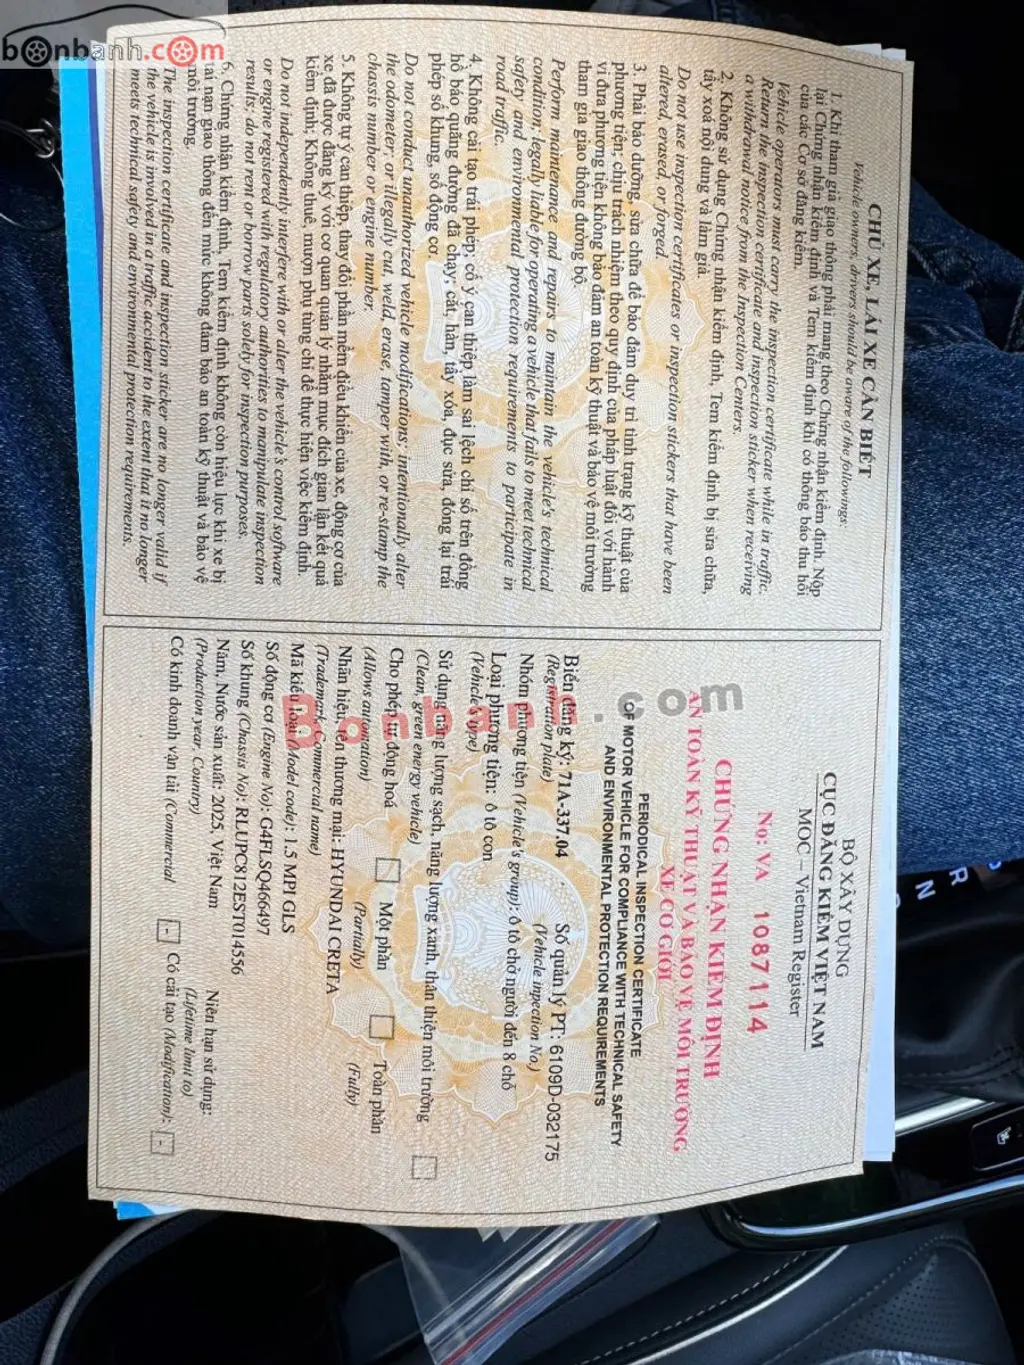 bonbanh.com
CHỦ XE, LÁI XE CẦN BIẾT
Vehicle owners, drivers should be aware of the followings:
1. Khi tham gia giao thông phải mang theo Chứng nhận kiểm định. Nộp
lại Chứng nhận kiểm định và Tem kiểm định khi có thông báo thu hồi
của các Cơ sở đăng kiểm.
Vehicle operators must carry the inspection certificate while in traffic.
Return the inspection certificate and inspection sticker when receiving
a withdrawal notice from the Inspection Centers.
2. Không sử dụng Chứng nhận kiểm định, Tem kiểm định bị sửa chữa,
tẩy xoá nội dung và làm giả.
Do not use inspection certificates or inspection stickers that have been
altered, erased, or forged.
3. Phải bảo dưỡng, sửa chữa để bảo đảm duy trì tình trạng kỹ thuật của
phương tiện; chịu trách nhiệm theo quy định của pháp luật đối với hành
vi đưa phương tiện không bảo đảm an toàn kỹ thuật và bảo vệ môi trường
tham gia giao thông đường bộ.
Perform maintenance and repairs to maintain the vehicle's technical
condition; legally liable for operating a vehicle that fails to meet technical
safety and environmental protection requirements to participate in
road traffic.
4. Không cải tạo trái phép; cố ý can thiệp làm sai lệch chỉ số trên đồng
hồ báo quãng đường đã chạy; cắt, hàn, tẩy xóa, đục sửa, đóng lại trái
phép số khung, số động cơ.
Do not conduct unauthorized vehicle modifications; intentionally alter
the odometer; or illegally cut, weld, erase, tamper with, or re-stamp the
chassis number or engine number.
5. Không tự ý can thiệp, thay đổi phần mềm điều khiển của xe, động cơ của
xe đã được đăng ký với cơ quan quản lý nhằm mục đích gian lận kết quả
kiểm định; Không thuê, mượn phụ tùng chỉ để thực hiện việc kiểm định.
Do not independently interfere with or alter the vehicle's control software
or engine registered with regulatory authorities to manipulate inspection
results; do not rent or borrow parts solely for inspection purposes.
6. Chứng nhận kiểm định, Tem kiểm định không còn hiệu lực khi xe bị
tai nạn giao thông đến mức không đảm bảo an toàn kỹ thuật và bảo vệ
môi trường.
The inspection certificate and inspection sticker are no longer valid if
the vehicle is involved in a traffic accident to the extent that it no longer
meets technical safety and environmental protection requirements.
BỘ XÂY DỰNG
CỤC ĐĂNG KIỂM VIỆT NAM
MOC – Vietnam Register
No: VA 1087114
CHỨNG NHẬN KIỂM ĐỊNH
AN TOÀN KỸ THUẬT VÀ BẢO VỆ MÔI TRƯỜNG
XE CƠ GIỚI
PERIODICAL INSPECTION CERTIFICATE
OF MOTOR VEHICLE FOR COMPLIANCE WITH TECHNICAL SAFETY
AND ENVIRONMENTAL PROTECTION REQUIREMENTS
Biển đăng ký: 71A-337.04 Số quản lý PT: 6109D-032175
(Registration plate) (Vehicle inpection No)
Nhóm phương tiện (Vehicle's group): ô tô chở người đến 8 chỗ
Loại phương tiện: ô tô con
(Vehicle Type)
Sử dụng năng lượng sạch, năng lượng xanh, thân thiện môi trường
(Clean, green energy vehicle)
Cho phép tự động hoá Một phần Toàn phần
(Allows automation) (Partially) (Fully)
Nhãn hiệu, tên thương mại: HYUNDAI CRETA
(Trademark, Commercial name)
Mã kiểu loại (Model code): 1.5 MPI GLS
Số động cơ (Engine No): G4FLSQ466497
Số khung (Chassis No): RLUPC812EST014556
Năm, Nước sản xuất: 2025, Việt Nam Niên hạn sử dụng:
(Production year, Country) (Lifetime limit to)
Có kinh doanh vận tải (Commercial - Có cải tạo (Modification): -
Bonbanh.com